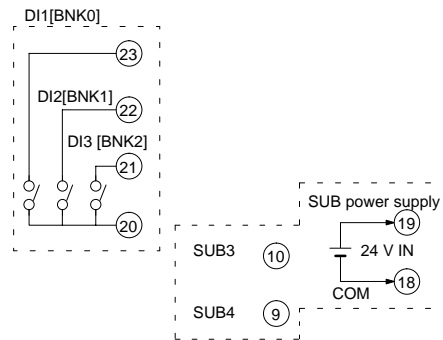 DI1[BNK0]
23
DI2[BNK1]
22
DI3 [BNK2]
21
20
SUB power supply
19
SUB3
10
24 V IN
18
COM
SUB4
9